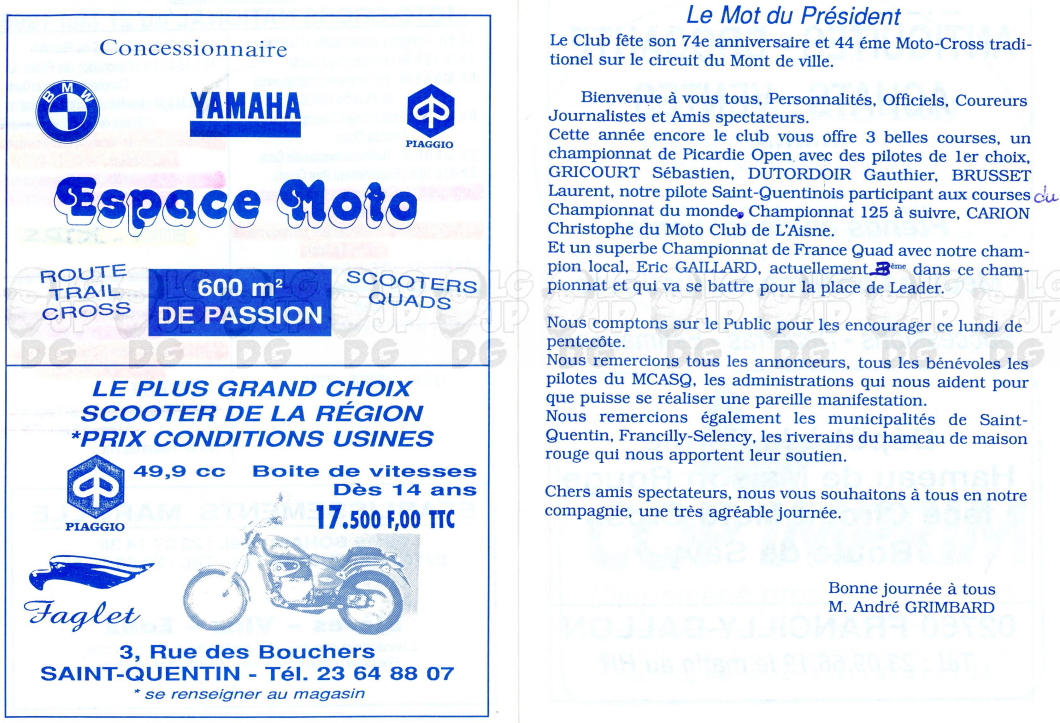 Concessionnaire
BMW
YAMAHA
PIAGGIO
Espace Moto
ROUTE
TRAIL
CROSS
600 m²
DE PASSION
SCOOTERS
QUADS
LE PLUS GRAND CHOIX
SCOOTER DE LA RÉGION
*PRIX CONDITIONS USINES
PIAGGIO
49,9 cc Boite de vitesses
Dès 14 ans
17.500 F,00 TTC
Faglet
3, Rue des Bouchers
SAINT-QUENTIN - Tél. 23 64 88 07
* se renseigner au magasin
Le Mot du Président
Le Club fête son 74e anniversaire et 44 éme Moto-Cross tradi-
tionel sur le circuit du Mont de ville.
Bienvenue à vous tous, Personnalités, Officiels, Coureurs
Journalistes et Amis spectateurs.
Cette année encore le club vous offre 3 belles courses, un
championnat de Picardie Open avec des pilotes de 1er choix,
GRICOURT Sébastien, DUTORDOIR Gauthier, BRUSSET
Laurent, notre pilote Saint-Quentinois participant aux courses du
Championnat du monde. Championnat 125 à suivre, CARION
Christophe du Moto Club de L'Aisne.
Et un superbe Championnat de France Quad avec notre cham-
pion local, Eric GAILLARD, actuellement 3ème dans ce cham-
pionnat et qui va se battre pour la place de Leader.
Nous comptons sur le Public pour les encourager ce lundi de
pentecôte.
Nous remercions tous les annonceurs, tous les bénévoles les
pilotes du MCASQ, les administrations qui nous aident pour
que puisse se réaliser une pareille manifestation.
Nous remercions également les municipalités de Saint-
Quentin, Francilly-Selency, les riverains du hameau de maison
rouge qui nous apportent leur soutien.
Chers amis spectateurs, nous vous souhaitons à tous en notre
compagnie, une très agréable journée.
Bonne journée à tous
M. André GRIMBARD